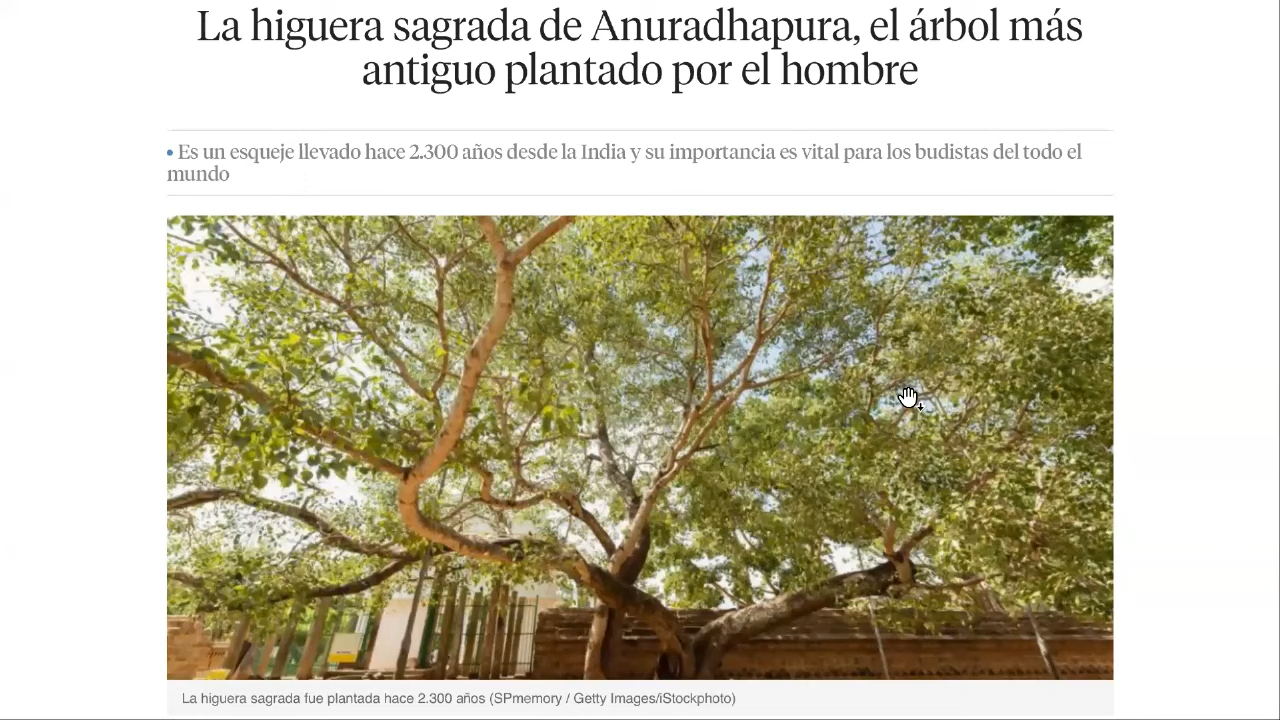 La higuera sagrada de Anuradhapura, el árbol más
antiguo plantado por el hombre
• Es un esqueje llevado hace 2.300 años desde la India y su importancia es vital para los budistas del todo el
mundo
La higuera sagrada fue plantada hace 2.300 años (SPmemory / Getty Images/iStockphoto)